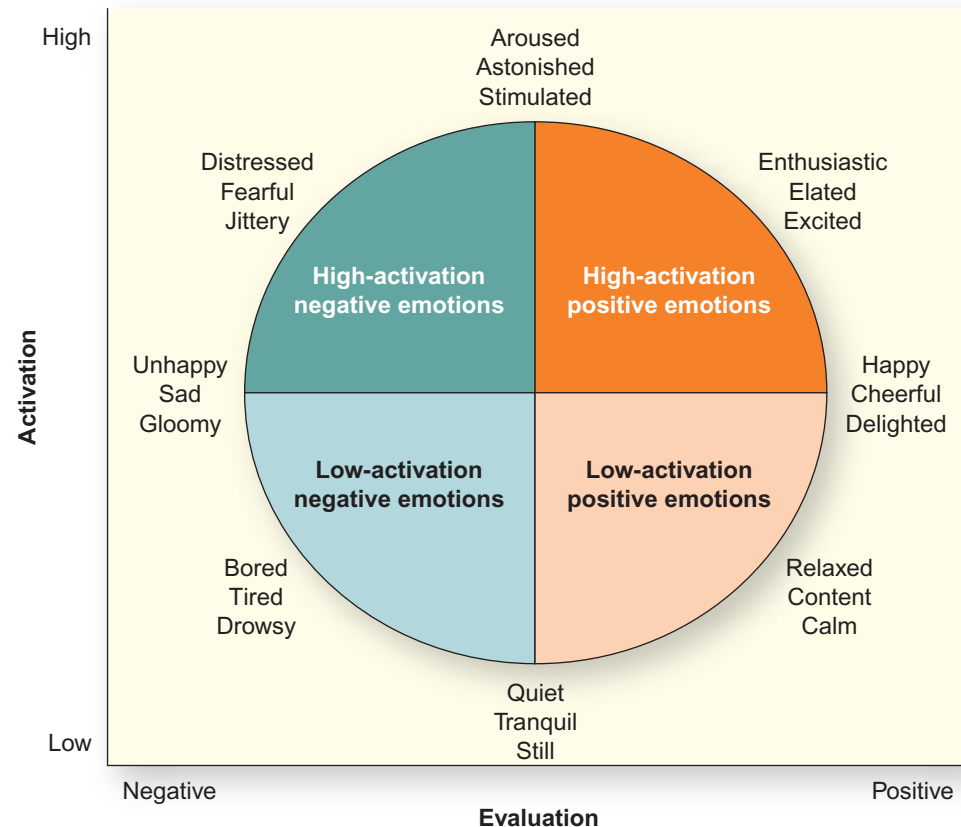 High
Aroused
Astonished
Stimulated
Distressed
Fearful
Jittery
Enthusiastic
Elated
Excited
High-activation
negative emotions
High-activation
positive emotions
Activation
Unhappy
Sad
Gloomy
Happy
Cheerful
Delighted
Low-activation
negative emotions
Low-activation
positive emotions
Bored
Tired
Drowsy
Relaxed
Content
Calm
Quiet
Tranquil
Still
Low
Negative
Positive
Evaluation